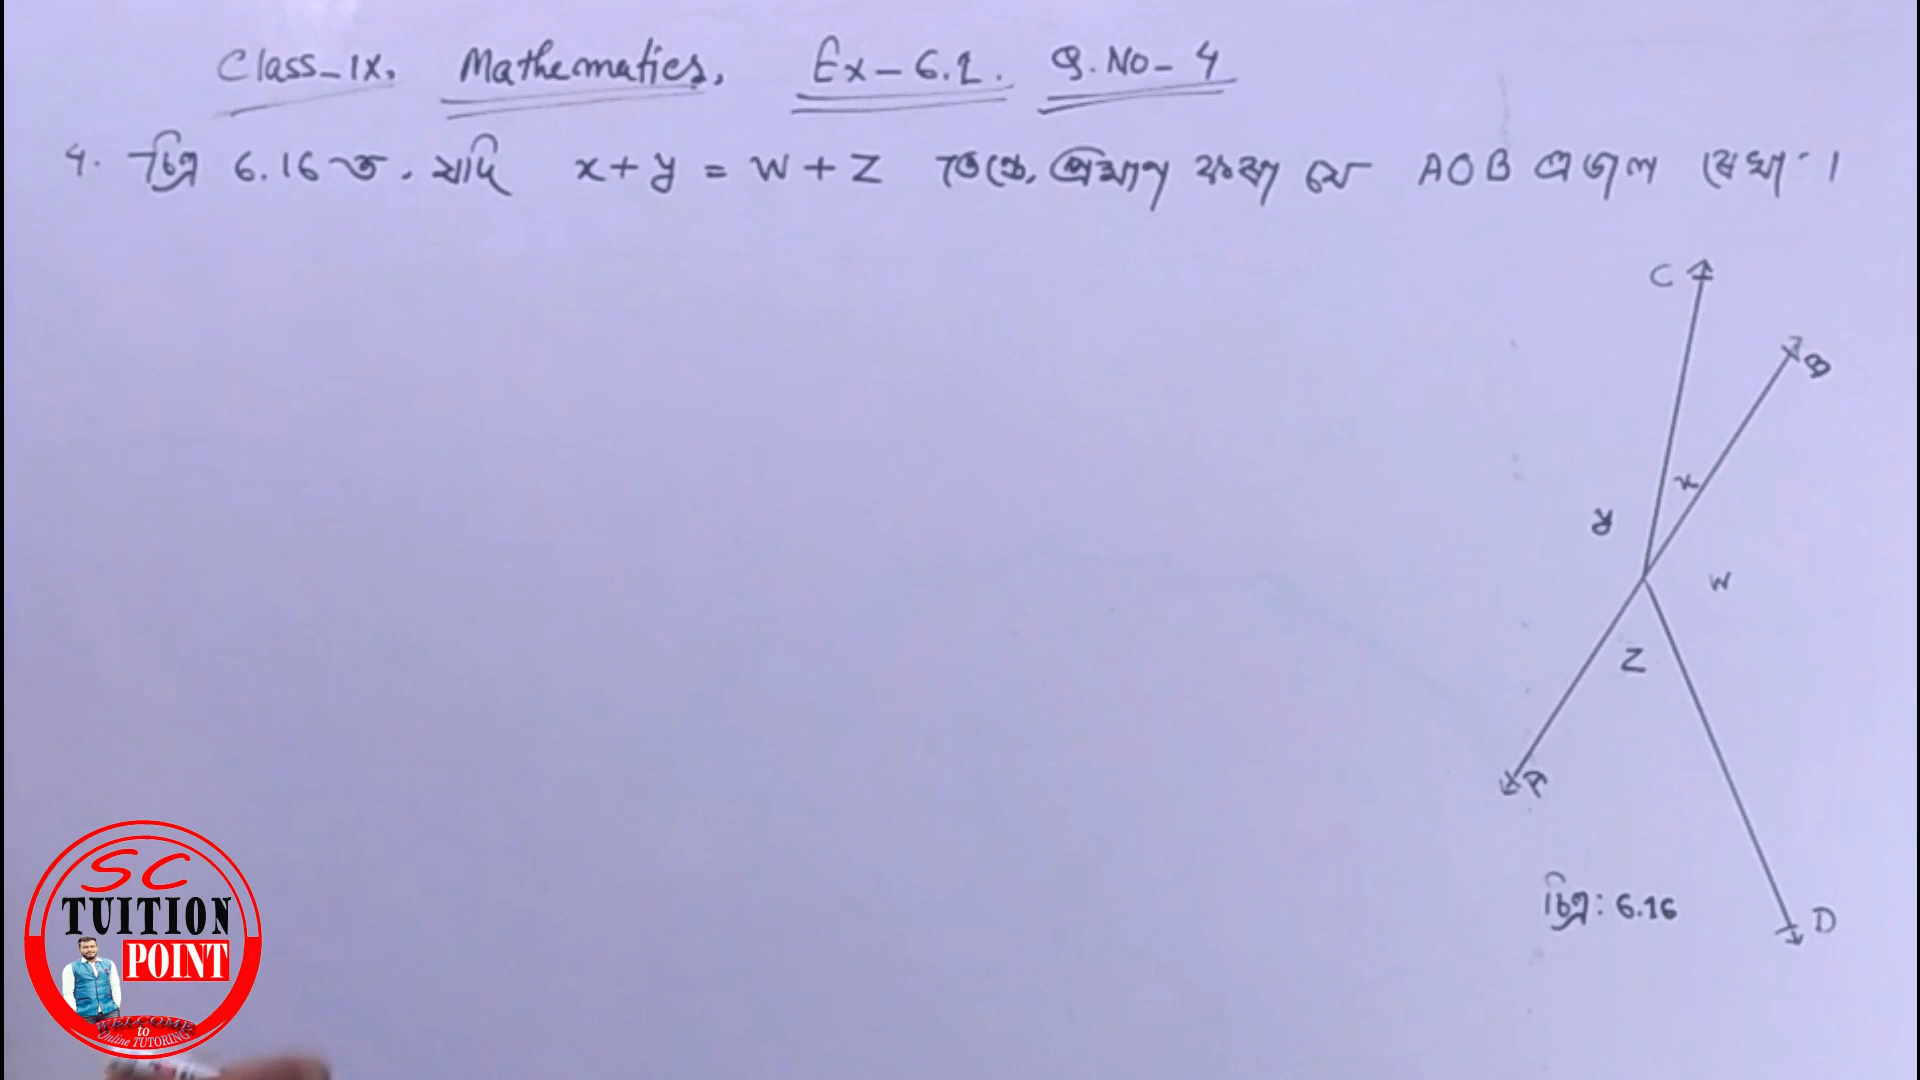 Class-IX. Mathematics, Ex-6.1. Q.No-4
4. চিত্র 6.16 ত. যদি x+y = w+z তেন্তে, প্রমাণ কৰা যে AOB এডাল ৰেখা ।
C
B
x
y
w
z
A
চিত্র: 6.16
D
SC
TUITION
POINT
WELCOME
to
Online TUTORING